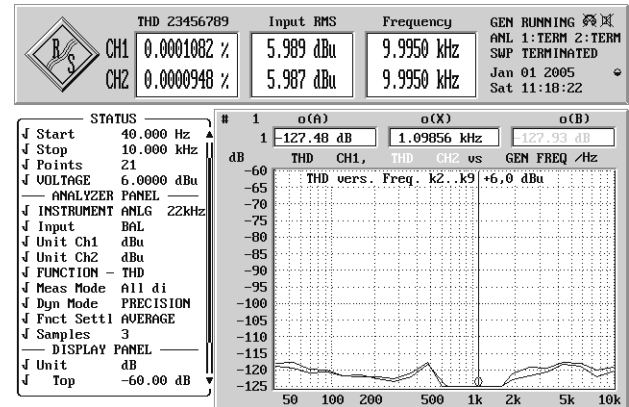 THD 23456789 Input RMS Frequency
CH1 0.0001082 % 5.989 dBu 9.9950 kHz
CH2 0.0000948 % 5.987 dBu 9.9950 kHz
GEN RUNNING
ANL 1:TERM 2:TERM
SWP TERMINATED
Jan 01 2005
Sat 11:18:22
R
S
STATUS
Start 40.000 Hz
Stop 10.000 kHz
Points 21
VOLTAGE 6.0000 dBu
ANALYZER PANEL
INSTRUMENT ANLG 22kHz
Input BAL
Unit Ch1 dBu
Unit Ch2 dBu
FUNCTION - THD
Meas Mode All di
Dyn Mode PRECISION
Fnct Settl AVERAGE
Samples 3
DISPLAY PANEL
Unit dB
Top -60.00 dB
# 1 o(A) o(X) o(B)
1 -127.48 dB 1.09856 kHz -127.93 dB
dB THD CH1, THD CH2 vs GEN FREQ /Hz
THD vers. Freq. k2..k9 +6,0 dBu
-60
-65
-70
-75
-80
-85
-90
-95
-100
-105
-110
-115
-120
-125
50 100 200 500 1k 2k 5k 10k